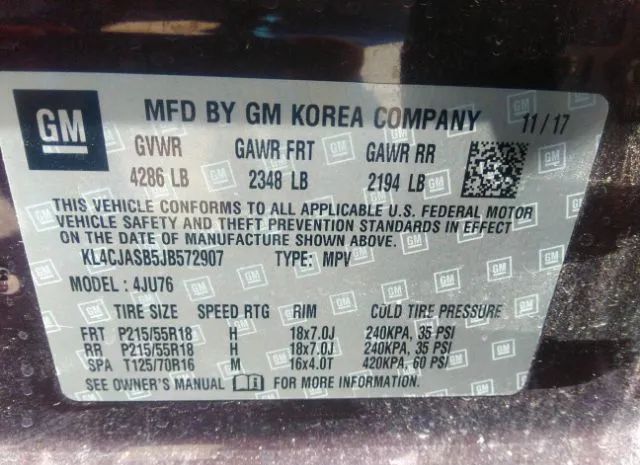 GM MFD BY GM KOREA COMPANY 11/17
GVWR GAWR FRT GAWR RR
4286 LB 2348 LB 2194 LB
THIS VEHICLE CONFORMS TO ALL APPLICABLE U.S. FEDERAL MOTOR
VEHICLE SAFETY AND THEFT PREVENTION STANDARDS IN EFFECT
ON THE DATE OF MANUFACTURE SHOWN ABOVE.
KL4CJASB5JB572907 TYPE: MPV
MODEL: 4JU76
TIRE SIZE SPEED RTG RIM COLD TIRE PRESSURE
FRT P215/55R18 H 18x7.0J 240KPA, 35 PSI
RR P215/55R18 H 18x7.0J 240KPA, 35 PSI
SPA T125/70R16 M 16x4.0T 420KPA, 60 PSI
SEE OWNER'S MANUAL FOR MORE INFORMATION.